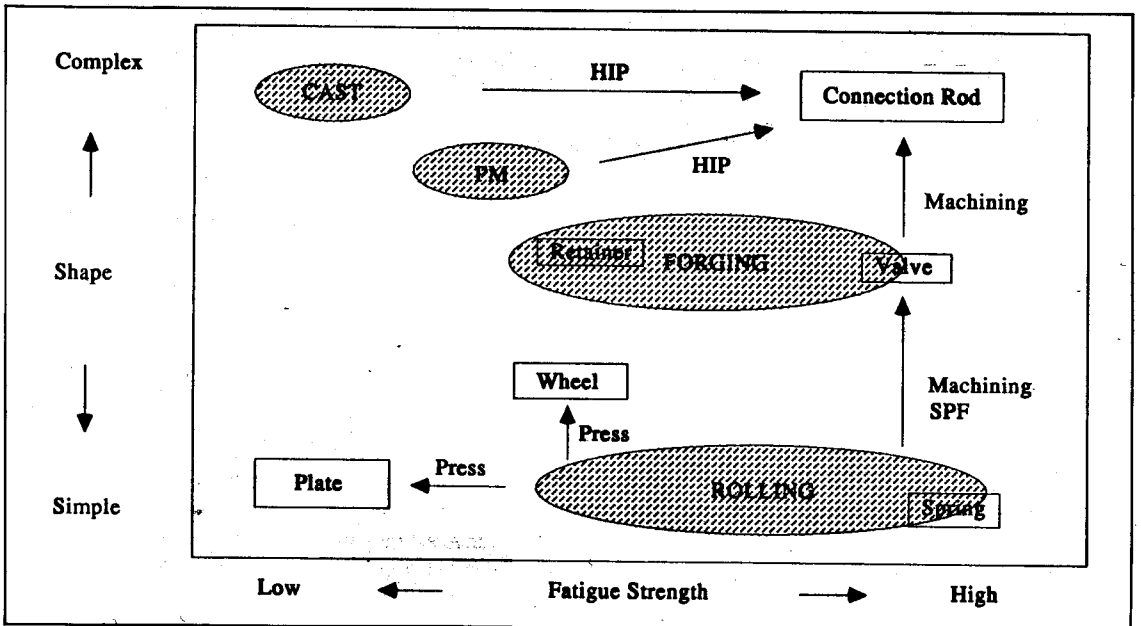 Complex
HIP
CAST
Connection Rod
PM
HIP
Machining
Shape
Retainer
FORGING
Valve
Wheel
Machining
SPF
Press
Press
Plate
ROLLING
Simple
Spring
Low
Fatigue Strength
High